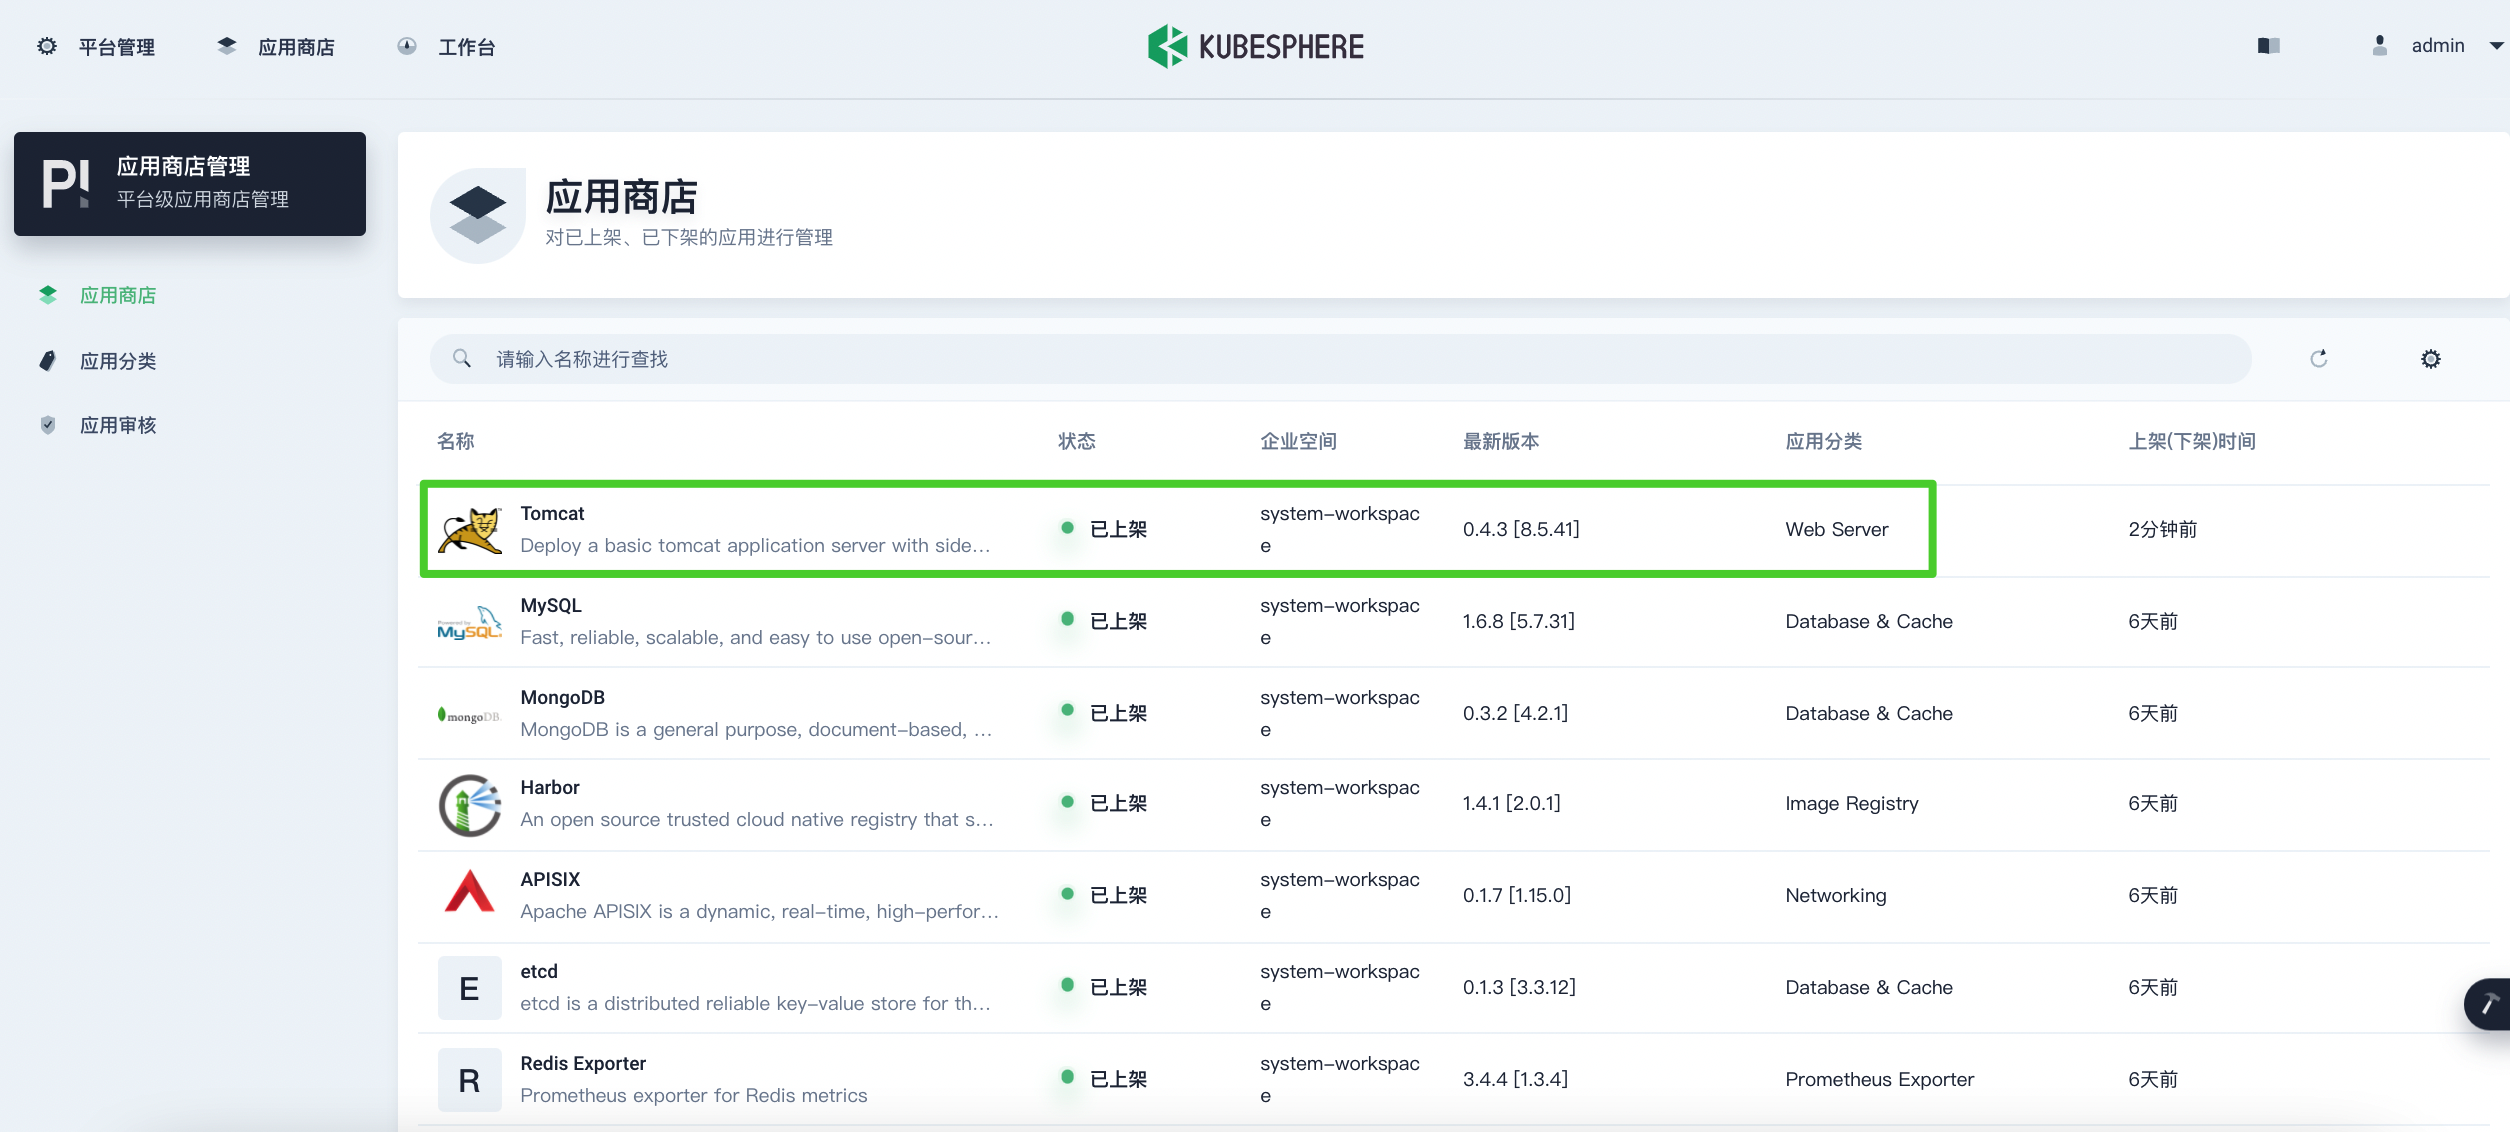 平台管理
应用商店
工作台
KUBESPHERE
admin
应用商店管理
平台级应用商店管理
应用商店
应用分类
应用审核
应用商店
对已上架、已下架的应用进行管理
请输入名称进行查找
名称 状态 企业空间 最新版本 应用分类 上架(下架)时间
Tomcat
Deploy a basic tomcat application server with side...
已上架
system-workspac
e
0.4.3 [8.5.41]
Web Server
2分钟前
Powered by
MySQL
MySQL
Fast, reliable, scalable, and easy to use open-sour...
已上架
system-workspac
e
1.6.8 [5.7.31]
Database & Cache
6天前
mongoDB
MongoDB
MongoDB is a general purpose, document-based, ...
已上架
system-workspac
e
0.3.2 [4.2.1]
Database & Cache
6天前
Harbor
An open source trusted cloud native registry that s...
已上架
system-workspac
e
1.4.1 [2.0.1]
Image Registry
6天前
APISIX
Apache APISIX is a dynamic, real-time, high-perfor...
已上架
system-workspac
e
0.1.7 [1.15.0]
Networking
6天前
E
etcd
etcd is a distributed reliable key-value store for th...
已上架
system-workspac
e
0.1.3 [3.3.12]
Database & Cache
6天前
R
Redis Exporter
Prometheus exporter for Redis metrics
已上架
system-workspac
e
3.4.4 [1.3.4]
Prometheus Exporter
6天前